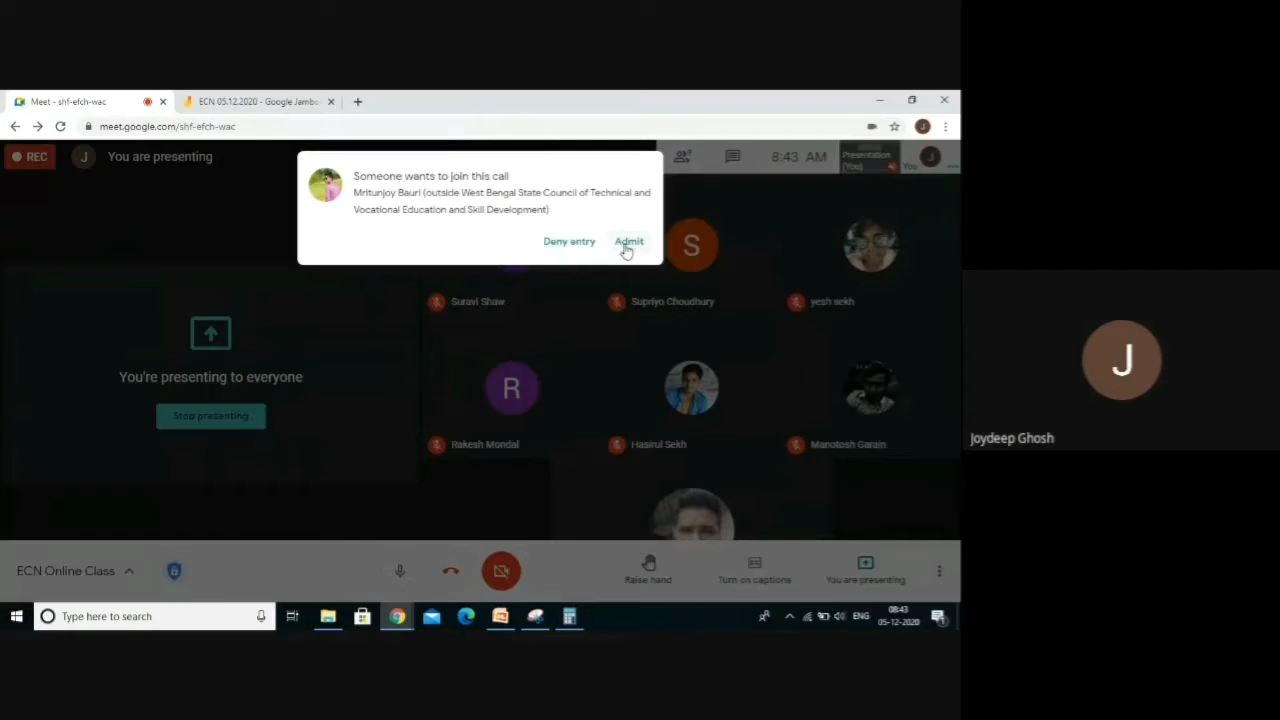 Meet - shf-efch-wac
ECN 05.12.2020 - Google Jambo
meet.google.com/shf-efch-wac
J
REC
J
You are presenting
8:43 AM
Presentation
(You)
J
You
Someone wants to join this call
Mritunjoy Bauri (outside West Bengal State Council of Technical and
Vocational Education and Skill Development)
Deny entry
Admit
S
Suravi Shaw
Supriyo Choudhury
yesh sekh
You're presenting to everyone
Stop presenting
R
Rakesh Mondal
Hasirul Sekh
Manotosh Garain
J
Joydeep Ghosh
ECN Online Class
Raise hand
Turn on captions
You are presenting
Type here to search
ENG
08:43
05-12-2020
1